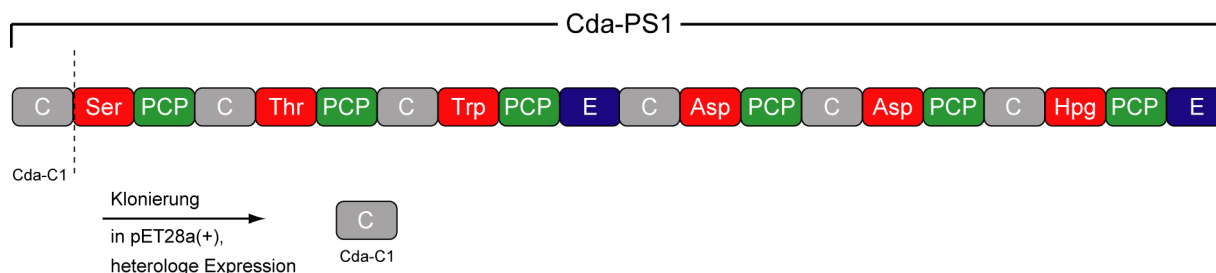 Cda-PS1
C Ser PCP C Thr PCP C Trp PCP E C Asp PCP C Asp PCP C Hpg PCP E
Cda-C1
Klonierung
in pET28a(+),
heterologe Expression
C
Cda-C1